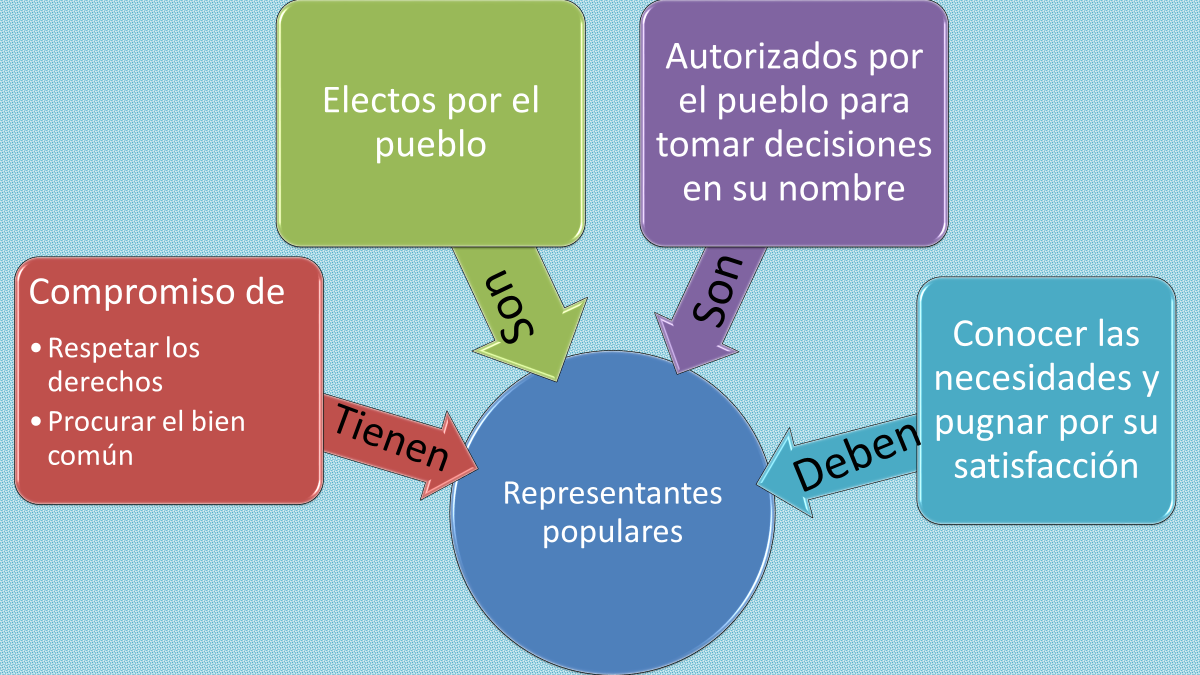 Electos por el
pueblo
Autorizados por
el pueblo para
tomar decisiones
en su nombre
Son
Son
Compromiso de
• Respetar los
derechos
• Procurar el bien
común
Tienen
Conocer las
necesidades y
pugnar por su
satisfacción
Deben
Representantes
populares